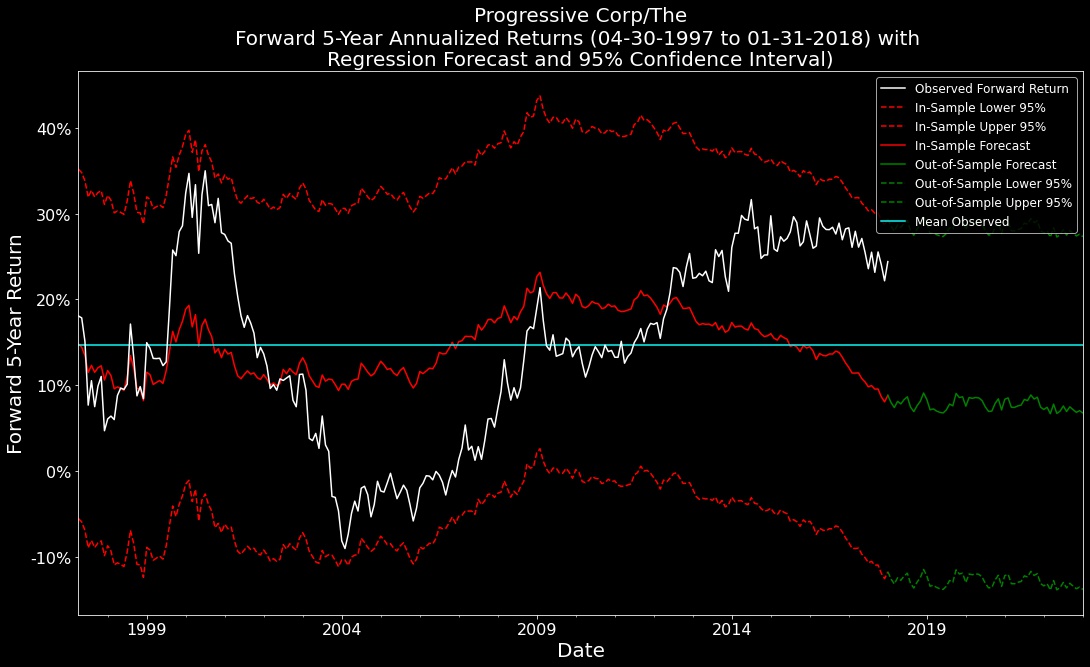 Progressive Corp/The
Forward 5-Year Annualized Returns (04-30-1997 to 01-31-2018) with
Regression Forecast and 95% Confidence Interval)
Observed Forward Return
In-Sample Lower 95%
In-Sample Upper 95%
In-Sample Forecast
Out-of-Sample Forecast
Out-of-Sample Lower 95%
Out-of-Sample Upper 95%
Mean Observed
Forward 5-Year Return
40%
30%
20%
10%
0%
-10%
1999 2004 2009 2014 2019
Date